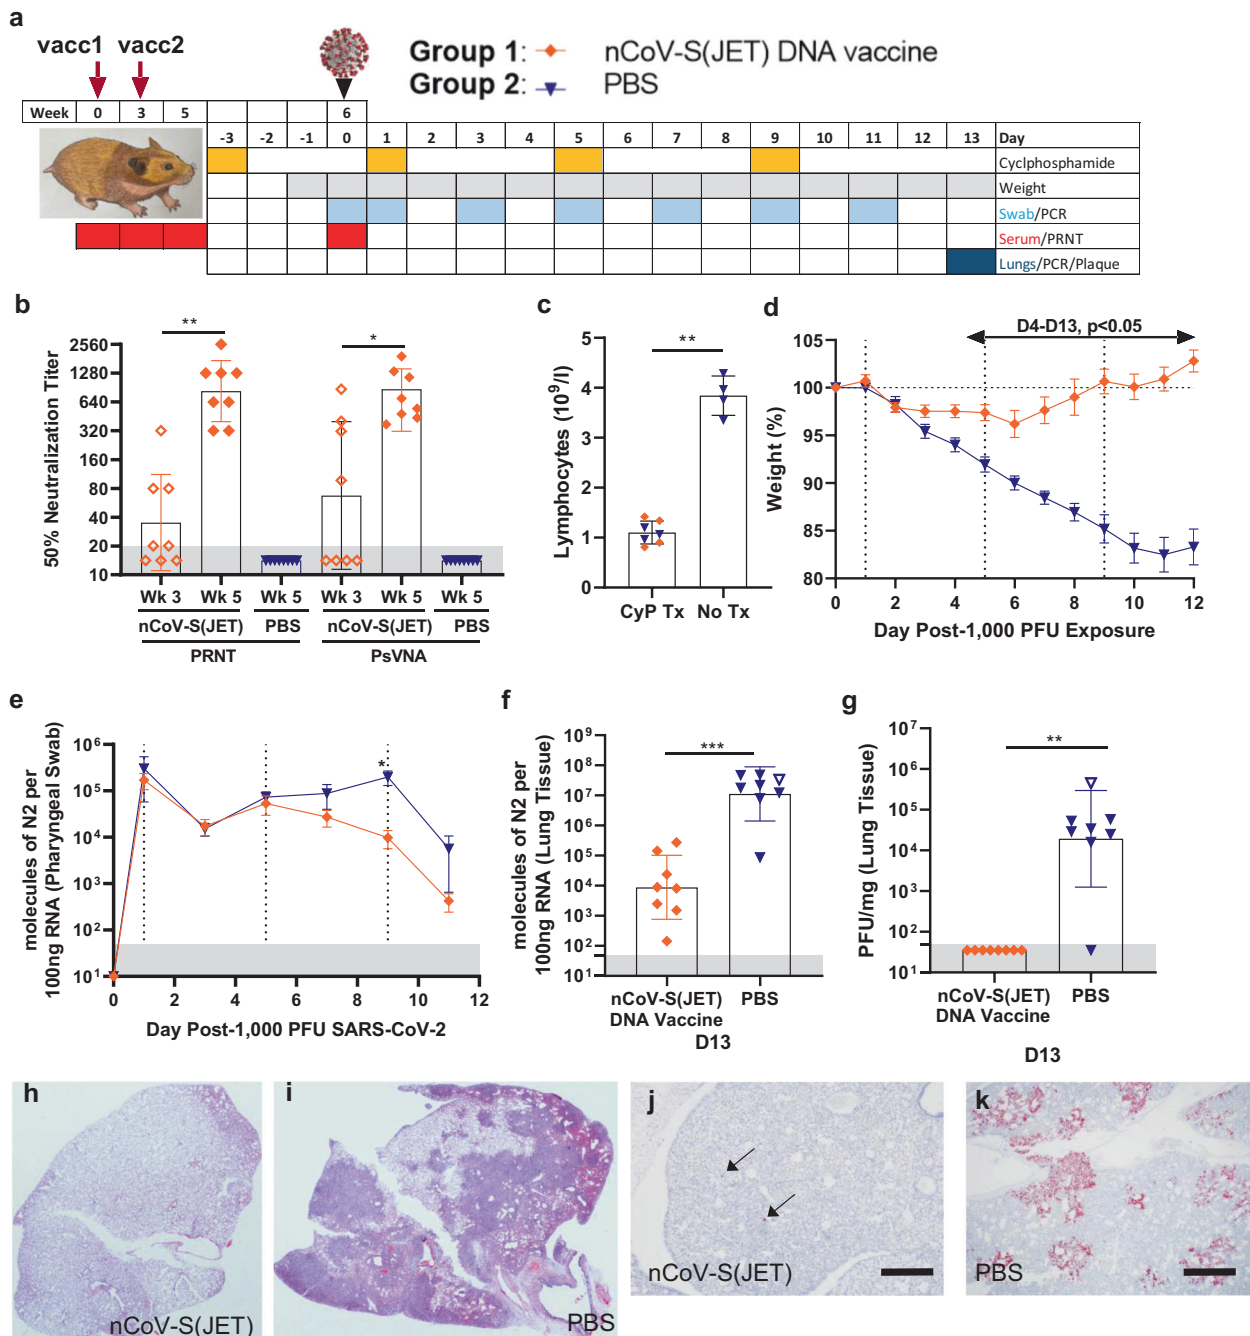 a
vacc1 vacc2
Group 1: nCoV-S(JET) DNA vaccine
Group 2: PBS
Week 0 3 5 6
-3 -2 -1 0 1 2 3 4 5 6 7 8 9 10 11 12 13 Day
Cyclphosphamide
Weight
Swab/PCR
Serum/PRNT
Lungs/PCR/Plaque
b
50% Neutralization Titer
2560
1280
640
320
160
80
40
20
10
**
*
Wk 3 Wk 5 Wk 5 Wk 3 Wk 5 Wk 5
nCoV-S(JET) PBS nCoV-S(JET) PBS
PRNT PsVNA
c
Lymphocytes (10⁹/l)
5
4
3
2
1
0
**
CyP Tx No Tx
d
D4-D13, p<0.05
Weight (%)
105
100
95
90
85
80
0 2 4 6 8 10 12
Day Post-1,000 PFU Exposure
e
molecules of N2 per
100ng RNA (Pharyngeal Swab)
10⁶
10⁵
10⁴
10³
10²
10¹
*
0 2 4 6 8 10 12
Day Post-1,000 PFU SARS-CoV-2
f
molecules of N2 per
100ng RNA (Lung Tissue)
10⁹
10⁸
10⁷
10⁶
10⁵
10⁴
10³
10²
10¹
***
nCoV-S(JET) PBS
DNA Vaccine
D13
g
PFU/mg (Lung Tissue)
10⁷
10⁶
10⁵
10⁴
10³
10²
10¹
**
nCoV-S(JET) PBS
DNA Vaccine
D13
h
nCoV-S(JET)
i
PBS
j
nCoV-S(JET)
k
PBS